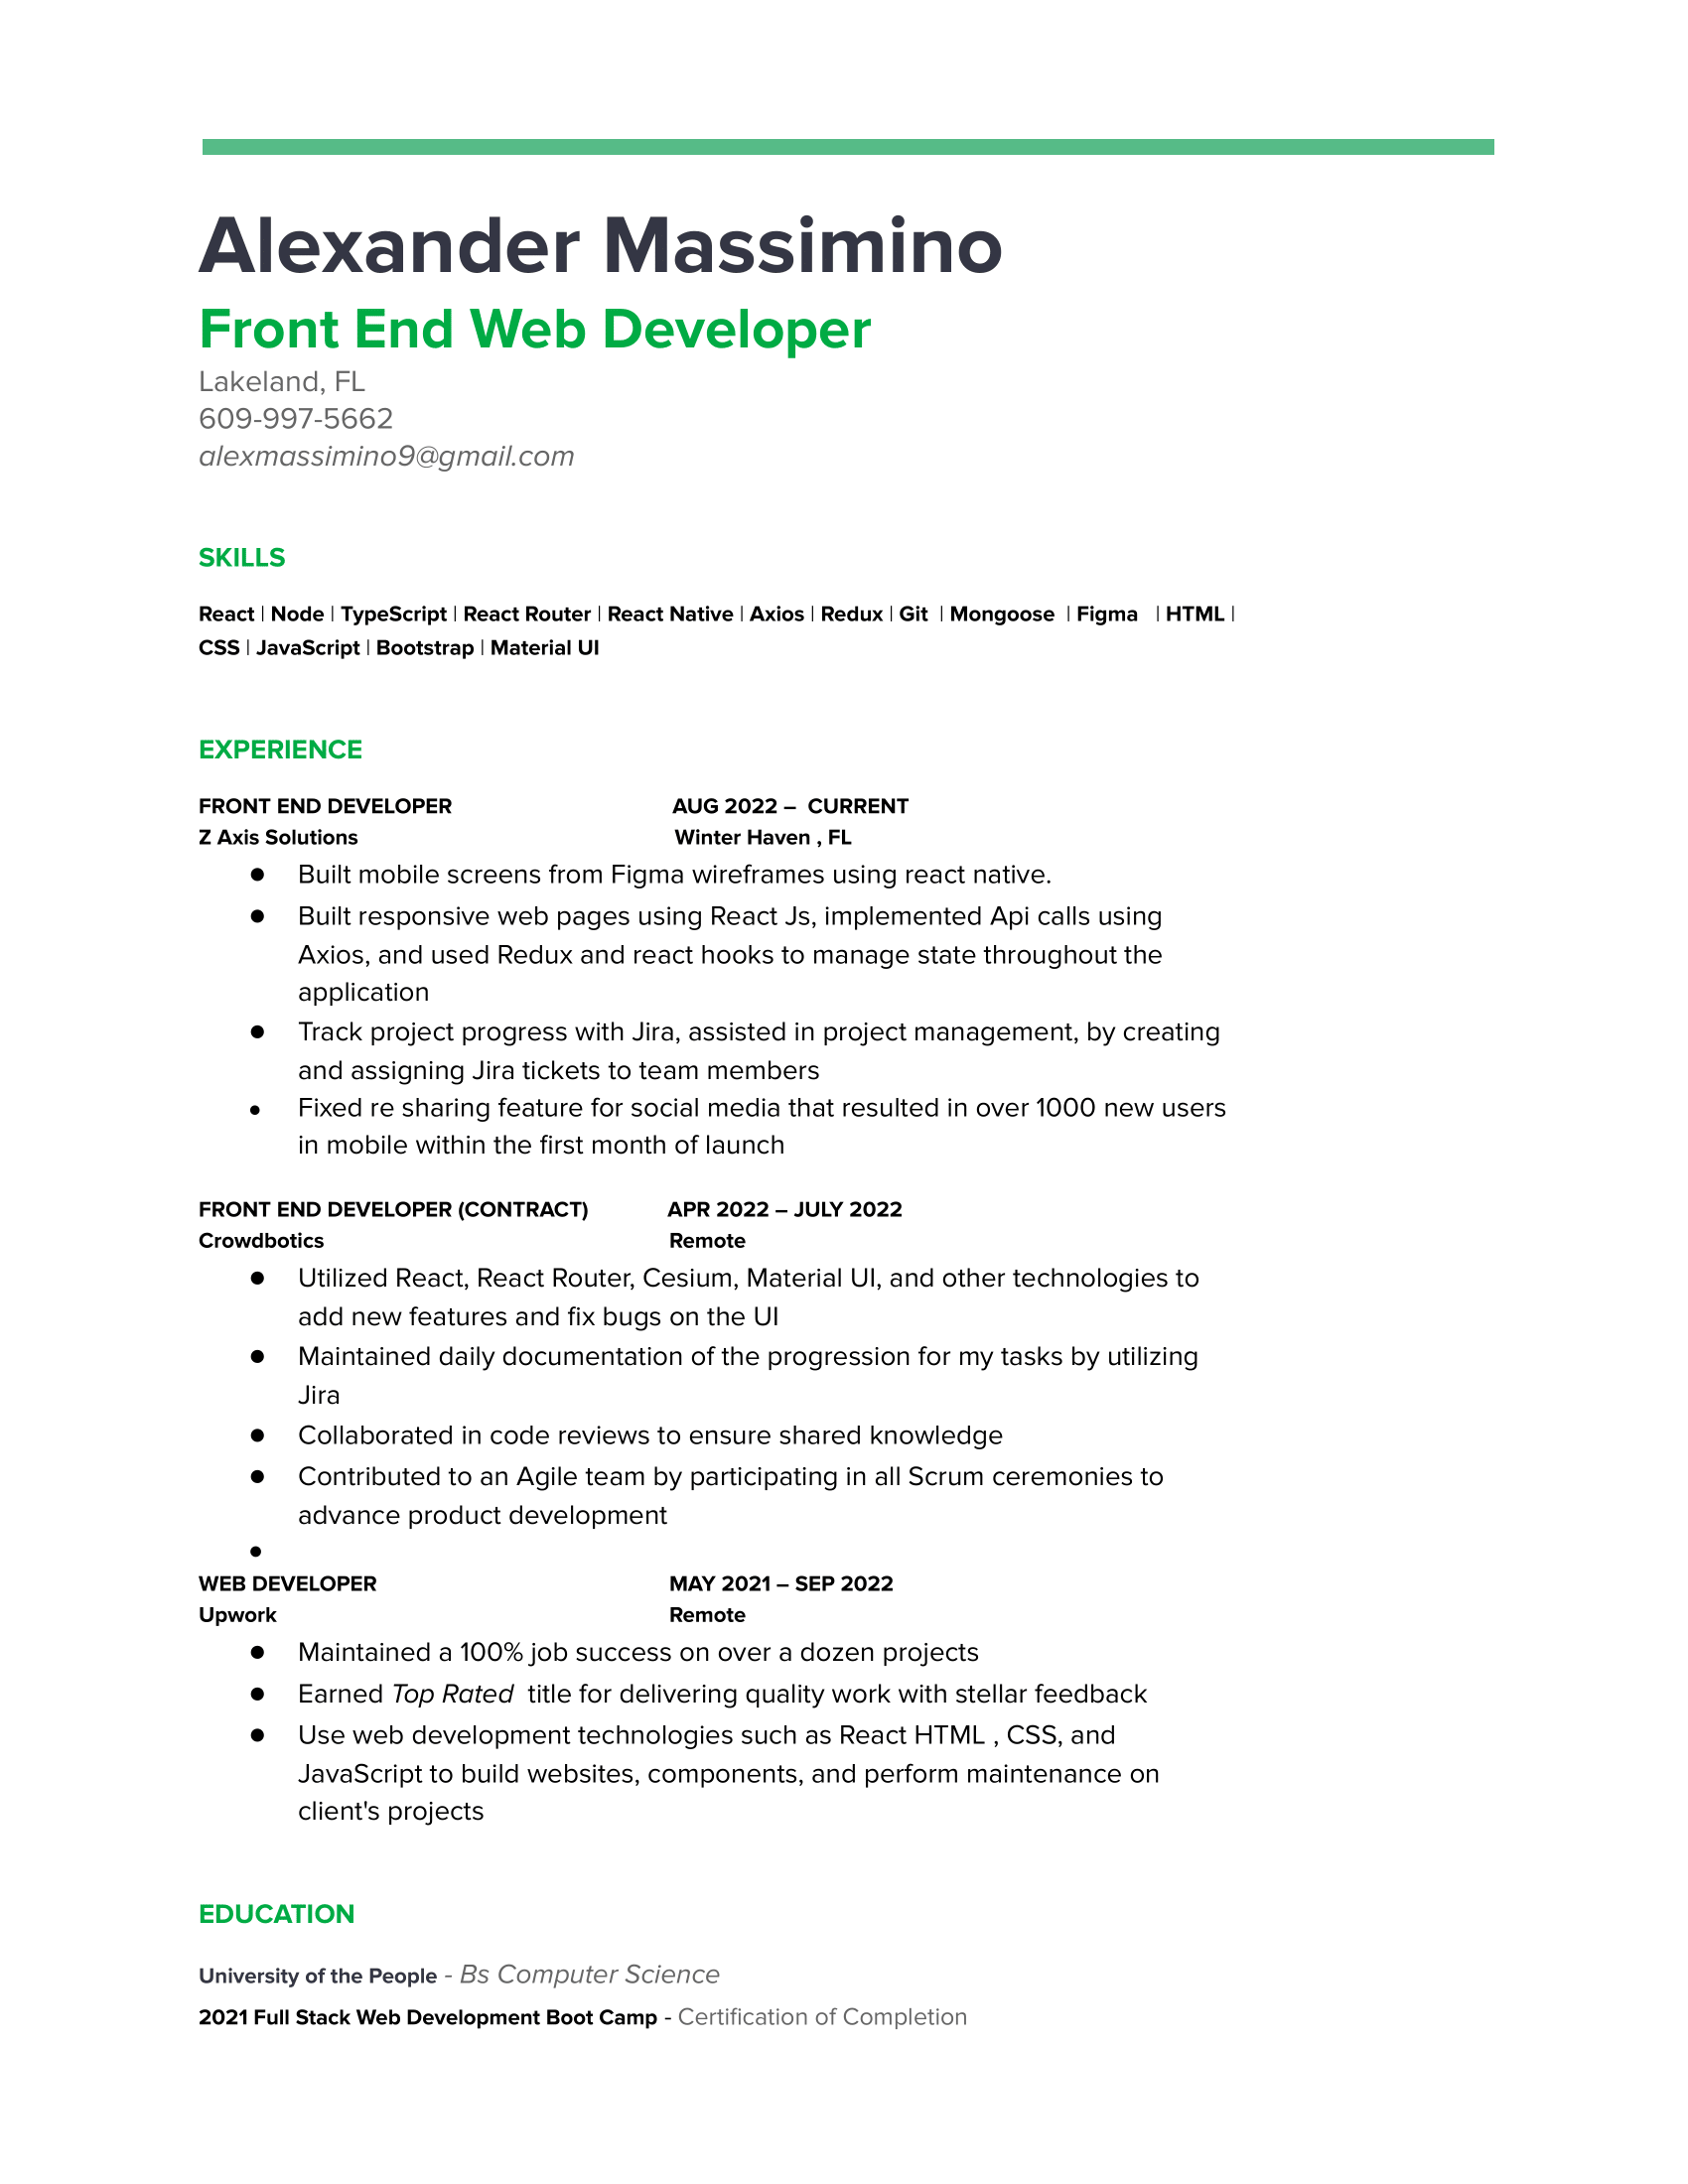 Alexander Massimino
Front End Web Developer
Lakeland, FL
609-997-5662
alexmassimino9@gmail.com
SKILLS
React | Node | TypeScript | React Router | React Native | Axios | Redux | Git | Mongoose | Figma | HTML |
CSS | JavaScript | Bootstrap | Material UI
EXPERIENCE
FRONT END DEVELOPER AUG 2022 – CURRENT
Z Axis Solutions Winter Haven , FL
● Built mobile screens from Figma wireframes using react native.
● Built responsive web pages using React Js, implemented Api calls using
Axios, and used Redux and react hooks to manage state throughout the
application
● Track project progress with Jira, assisted in project management, by creating
and assigning Jira tickets to team members
● Fixed re sharing feature for social media that resulted in over 1000 new users
in mobile within the first month of launch
FRONT END DEVELOPER (CONTRACT) APR 2022 – JULY 2022
Crowdbotics Remote
● Utilized React, React Router, Cesium, Material UI, and other technologies to
add new features and fix bugs on the UI
● Maintained daily documentation of the progression for my tasks by utilizing
Jira
● Collaborated in code reviews to ensure shared knowledge
● Contributed to an Agile team by participating in all Scrum ceremonies to
advance product development
●
WEB DEVELOPER MAY 2021 – SEP 2022
Upwork Remote
● Maintained a 100% job success on over a dozen projects
● Earned Top Rated title for delivering quality work with stellar feedback
● Use web development technologies such as React HTML , CSS, and
JavaScript to build websites, components, and perform maintenance on
client's projects
EDUCATION
University of the People - Bs Computer Science
2021 Full Stack Web Development Boot Camp - Certification of Completion